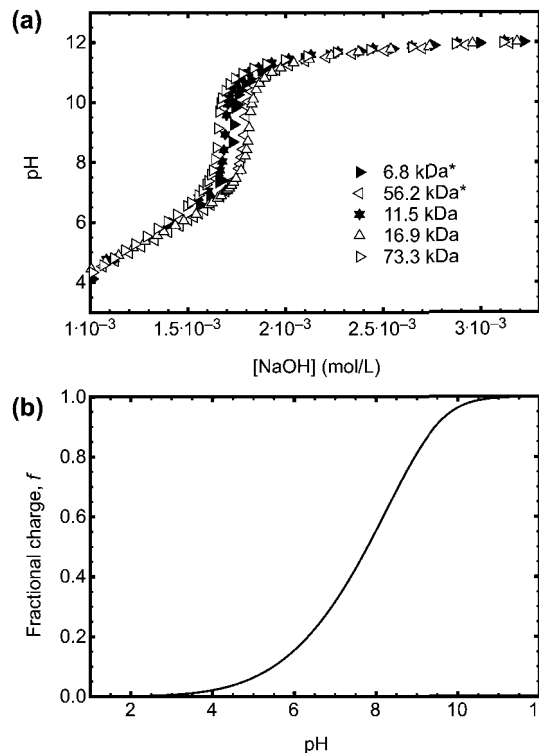 (a)
12
10
8
6
4
pH
6.8 kDa*
56.2 kDa*
11.5 kDa
16.9 kDa
73.3 kDa
1·10⁻³ 1.5·10⁻³ 2·10⁻³ 2.5·10⁻³ 3·10⁻³
[NaOH] (mol/L)
(b)
1.0
0.8
0.6
0.4
0.2
0.0
Fractional charge, f
2 4 6 8 10 1
pH